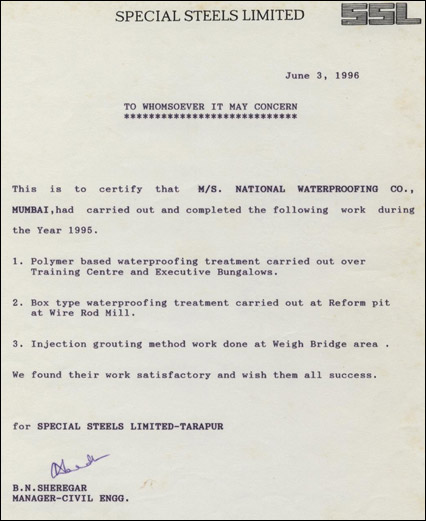 SPECIAL STEELS LIMITED SSL
June 3, 1996
TO WHOMSOEVER IT MAY CONCERN
****************************
This is to certify that M/S. NATIONAL WATERPROOFING CO.,
MUMBAI,had carried out and completed the following work during
the Year 1995.
1. Polymer based waterproofing treatment carried out over
Training Centre and Executive Bungalows.
2. Box type waterproofing treatment carried out at Reform pit
at Wire Rod Mill.
3. Injection grouting method work done at Weigh Bridge area .
We found their work satisfactory and wish them all success.
for SPECIAL STEELS LIMITED-TARAPUR
B.N.SHEREGAR
MANAGER-CIVIL ENGG.